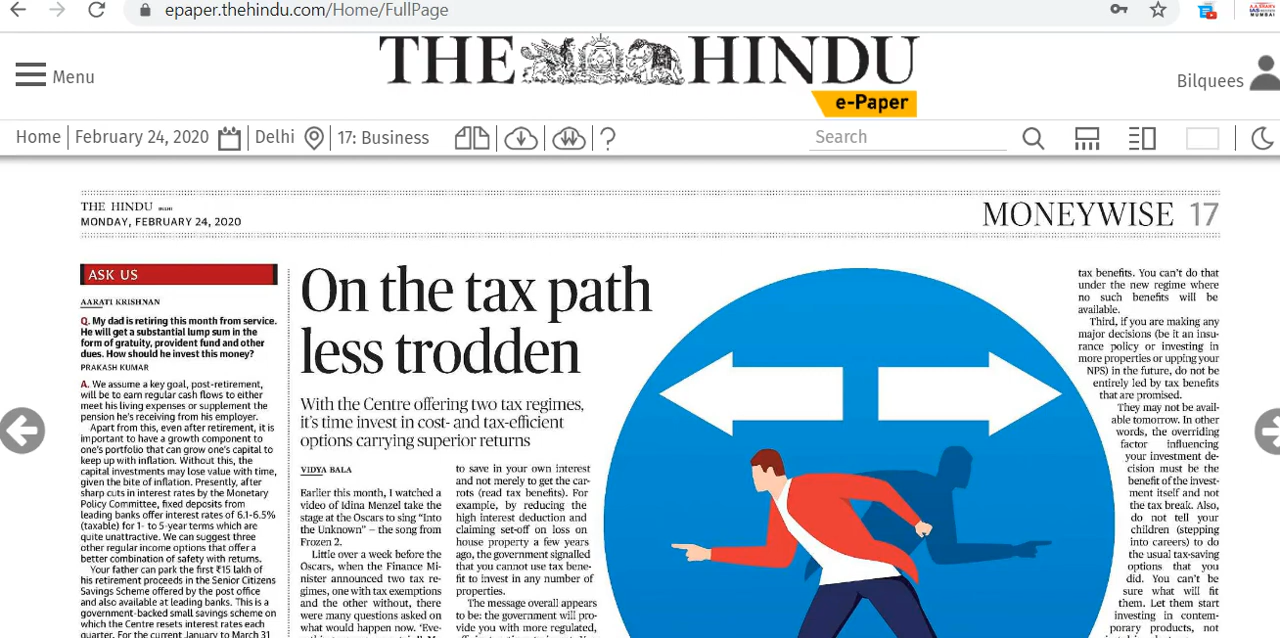 epaper.thehindu.com/Home/FullPage
Menu
THE HINDU
e-Paper
Bilquees
Home
February 24, 2020
Delhi
17: Business
Search
THE HINDU
MONDAY, FEBRUARY 24, 2020
MONEYWISE 17
ASK US
AARATI KRISHNAN
Q. My dad is retiring this month from service.
He will get a substantial lump sum in the
form of gratuity, provident fund and other
dues. How should he invest this money?
PRAKASH KUMAR
A. We assume a key goal, post-retirement,
will be to earn regular cash flows to either
meet his living expenses or supplement the
pension he's receiving from his employer.
Apart from this, even after retirement, it is
important to have a growth component to
one's portfolio that can grow one's capital to
keep up with inflation. Without this, the
capital investments may lose value with time,
given the bite of inflation. Presently, after
sharp cuts in interest rates by the Monetary
Policy Committee, fixed deposits from
leading banks offer interest rates of 6.1-6.5%
(taxable) for 1- to 5-year terms which are
quite unattractive. We can suggest three
other regular income options that offer a
better combination of safety with returns.
Your father can park the first ₹15 lakh of
his retirement proceeds in the Senior Citizens
Savings Scheme offered by the post office
and also available at leading banks. This is a
government-backed small savings scheme on
which the Centre resets interest rates each
quarter. For the current January to March 31
On the tax path
less trodden
With the Centre offering two tax regimes,
it's time invest in cost- and tax-efficient
options carrying superior returns
VIDYA BALA
Earlier this month, I watched a
video of Idina Menzel take the
stage at the Oscars to sing “Into
the Unknown” – the song from
Frozen 2.
Little over a week before the
Oscars, when the Finance Mi-
nister announced two tax re-
gimes, one with tax exemptions
and the other without, there
were many questions asked on
what would happen now. ‘Eve-
to save in your own interest
and not merely to get the car-
rots (read tax benefits). For
example, by reducing the
high interest deduction and
claiming set-off on loss on
house property a few years
ago, the government signalled
that you cannot use tax bene-
fit to invest in any number of
properties.
The message overall appears
to be: the government will pro-
vide you with more regulated,
tax benefits. You can't do that
under the new regime where
no such benefits will be
available.
Third, if you are making any
major decisions (be it an insu-
rance policy or investing in
more properties or upping your
NPS) in the future, do not be
entirely led by tax benefits
that are promised.
They may not be avail-
able tomorrow. In other
words, the overriding
factor influencing
your investment de-
cision must be the
benefit of the invest-
ment itself and not
the tax break. Also,
do not tell your
children (stepping
into careers) to do
the usual tax-saving
options that you
did. You can't be
sure what will fit
them. Let them start
investing in contem-
porary products, not